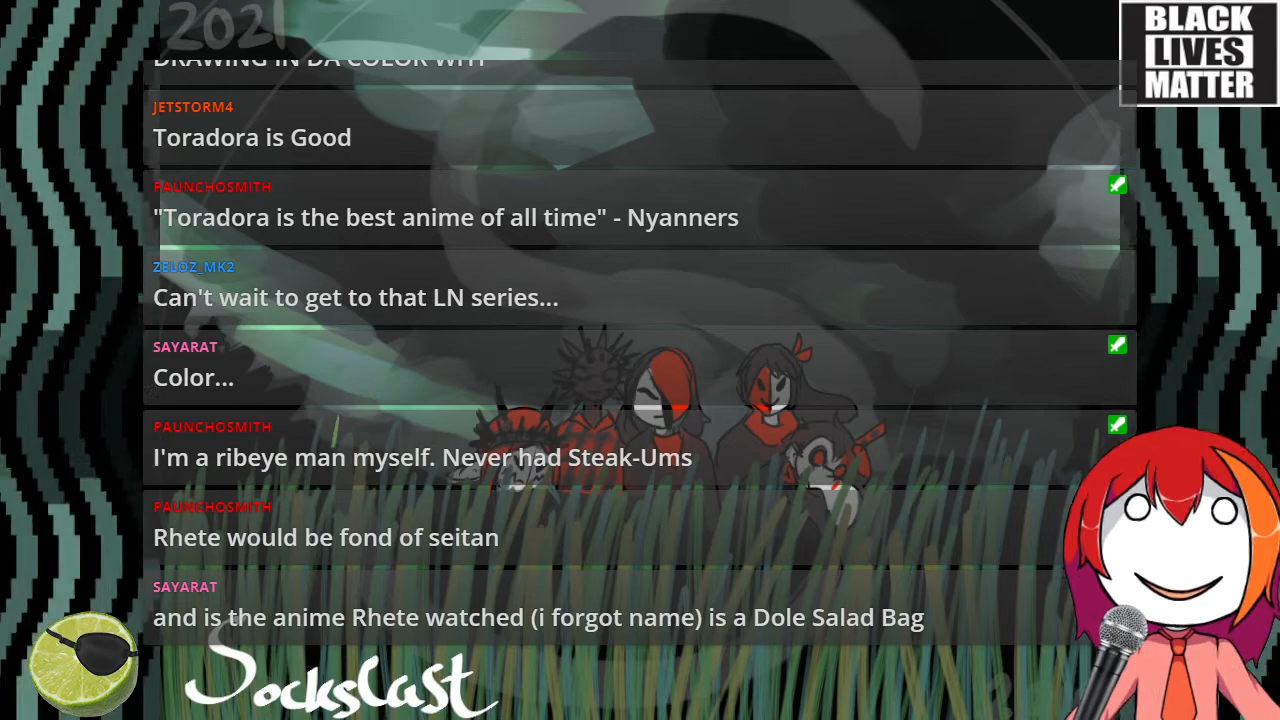 2021
BLACK
LIVES
MATTER
DRAWING IN DA COLOR WHY
JETSTORM4
Toradora is Good
PAUNCHOSMITH
"Toradora is the best anime of all time" - Nyanners
ZELOZ_MK2
Can't wait to get to that LN series...
SAYARAT
Color...
PAUNCHOSMITH
I'm a ribeye man myself. Never had Steak-Ums
PAUNCHOSMITH
Rhete would be fond of seitan
SAYARAT
and is the anime Rhete watched (i forgot name) is a Dole Salad Bag
SocksCast